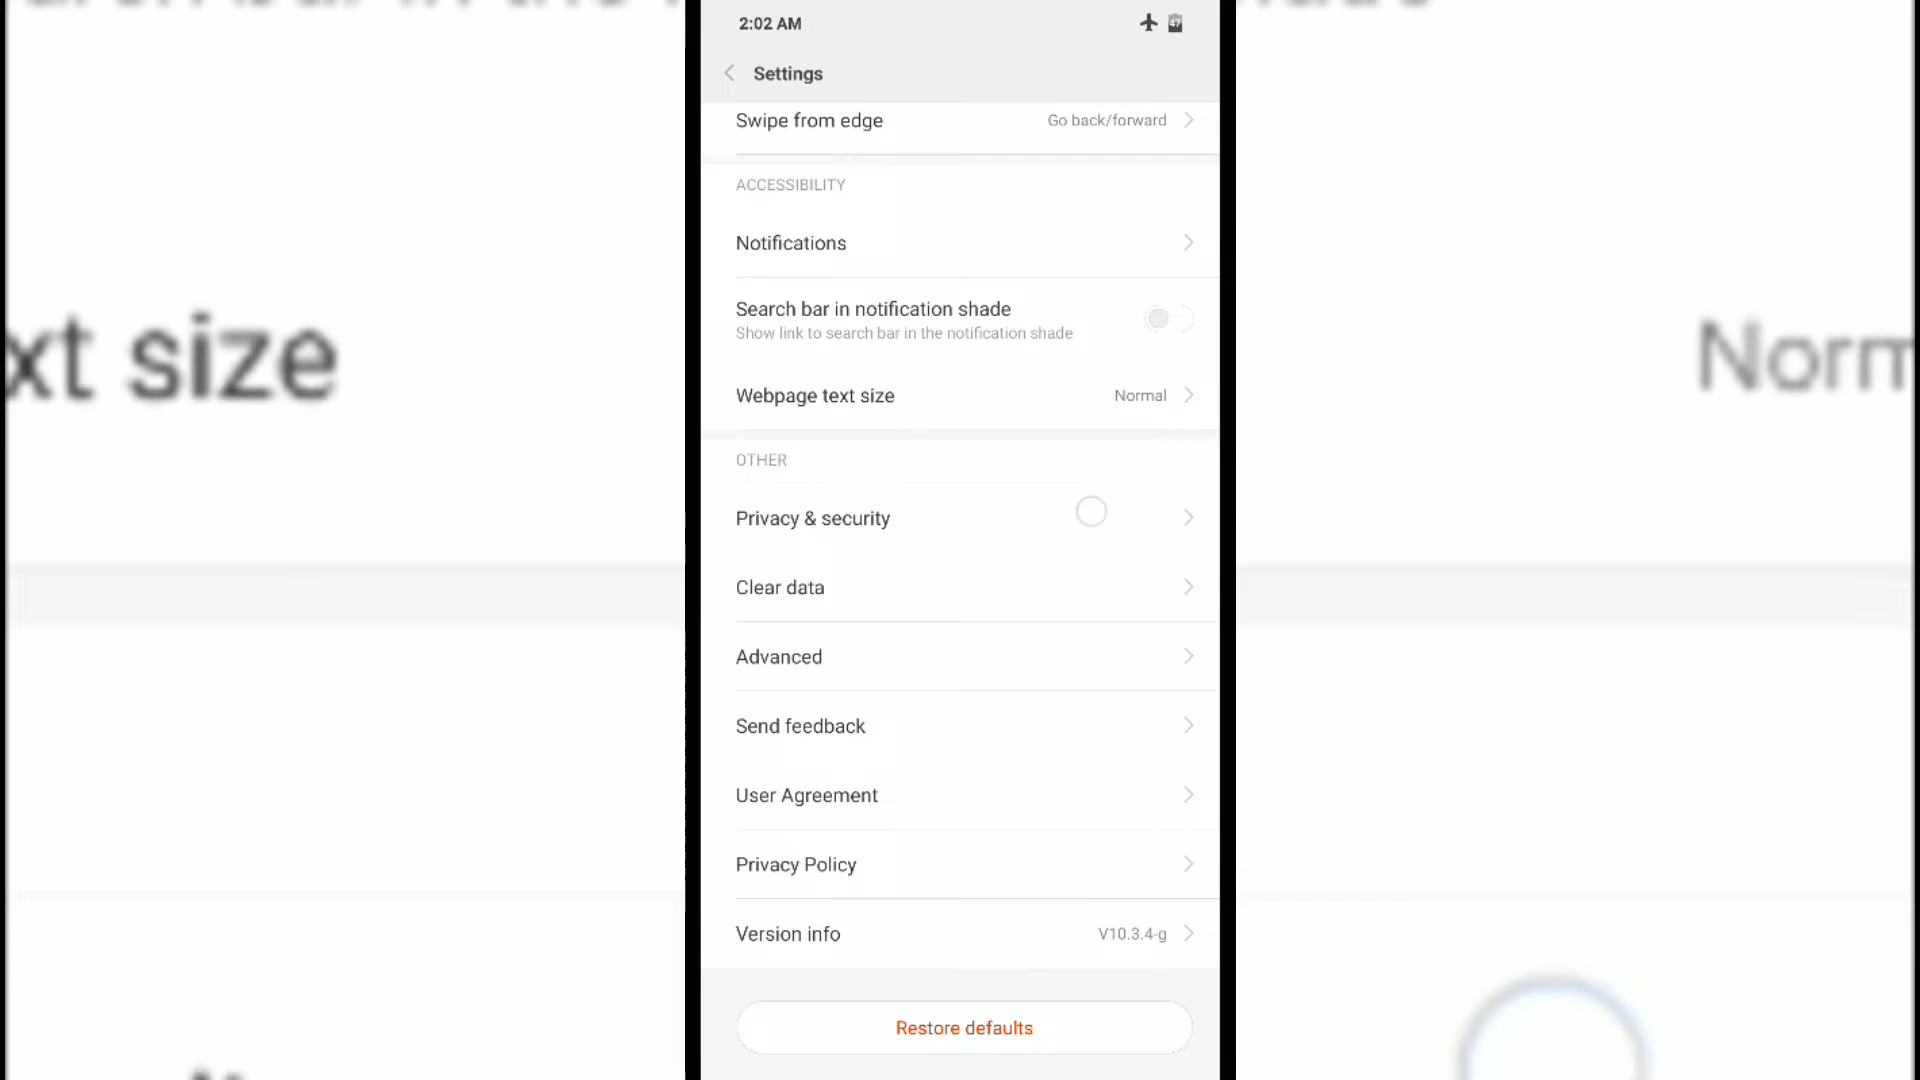 2:02 AM
47
Settings
Swipe from edge
Go back/forward
ACCESSIBILITY
Notifications
Search bar in notification shade
Show link to search bar in the notification shade
xt size
Norm
Webpage text size
Normal
OTHER
Privacy & security
Clear data
Advanced
Send feedback
User Agreement
Privacy Policy
Version info
V10.3.4-g
Restore defaults